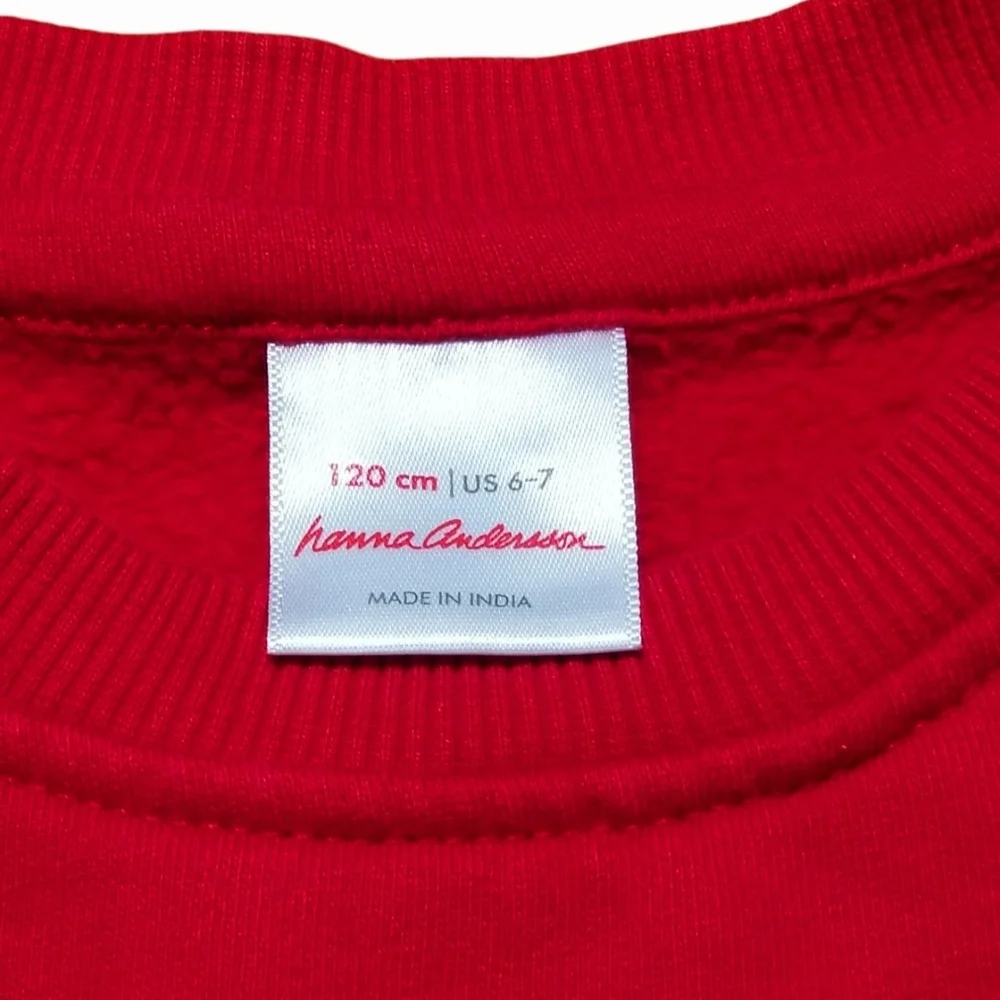 120 cm | US 6-7
hanna Andersson
MADE IN INDIA